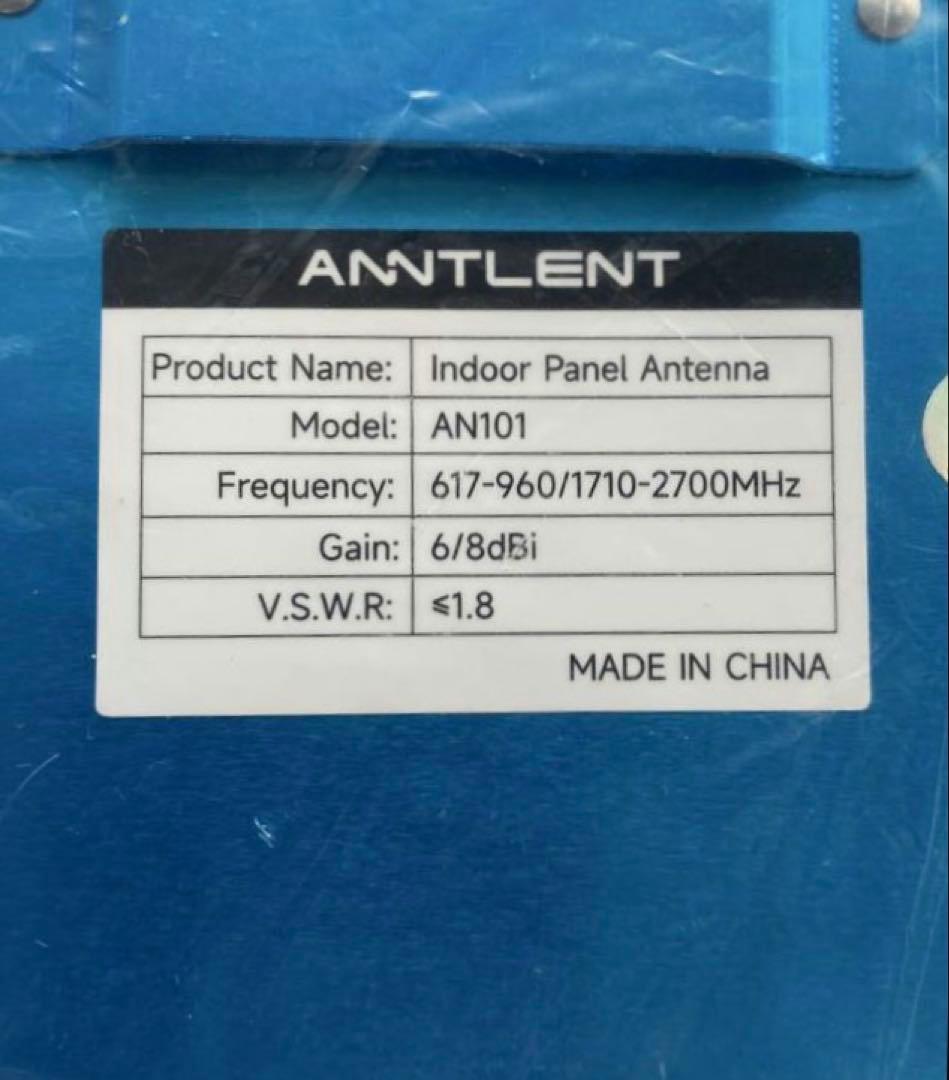 ANNTLENT
Product Name: Indoor Panel Antenna
Model: AN101
Frequency: 617-960/1710-2700MHz
Gain: 6/8dBi
V.S.W.R: ≤1.8
MADE IN CHINA